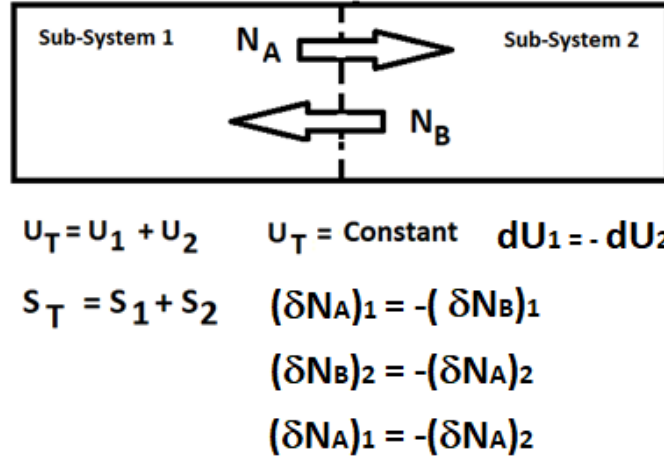 Sub-System 1 N_A Sub-System 2
N_B
U_T = U_1 + U_2 U_T = Constant dU1 = - dU2
S_T = S_1 + S_2 (δN_A)_1 = -( δN_B)_1
(δN_B)_2 = -(δN_A)_2
(δN_A)_1 = -(δN_A)_2